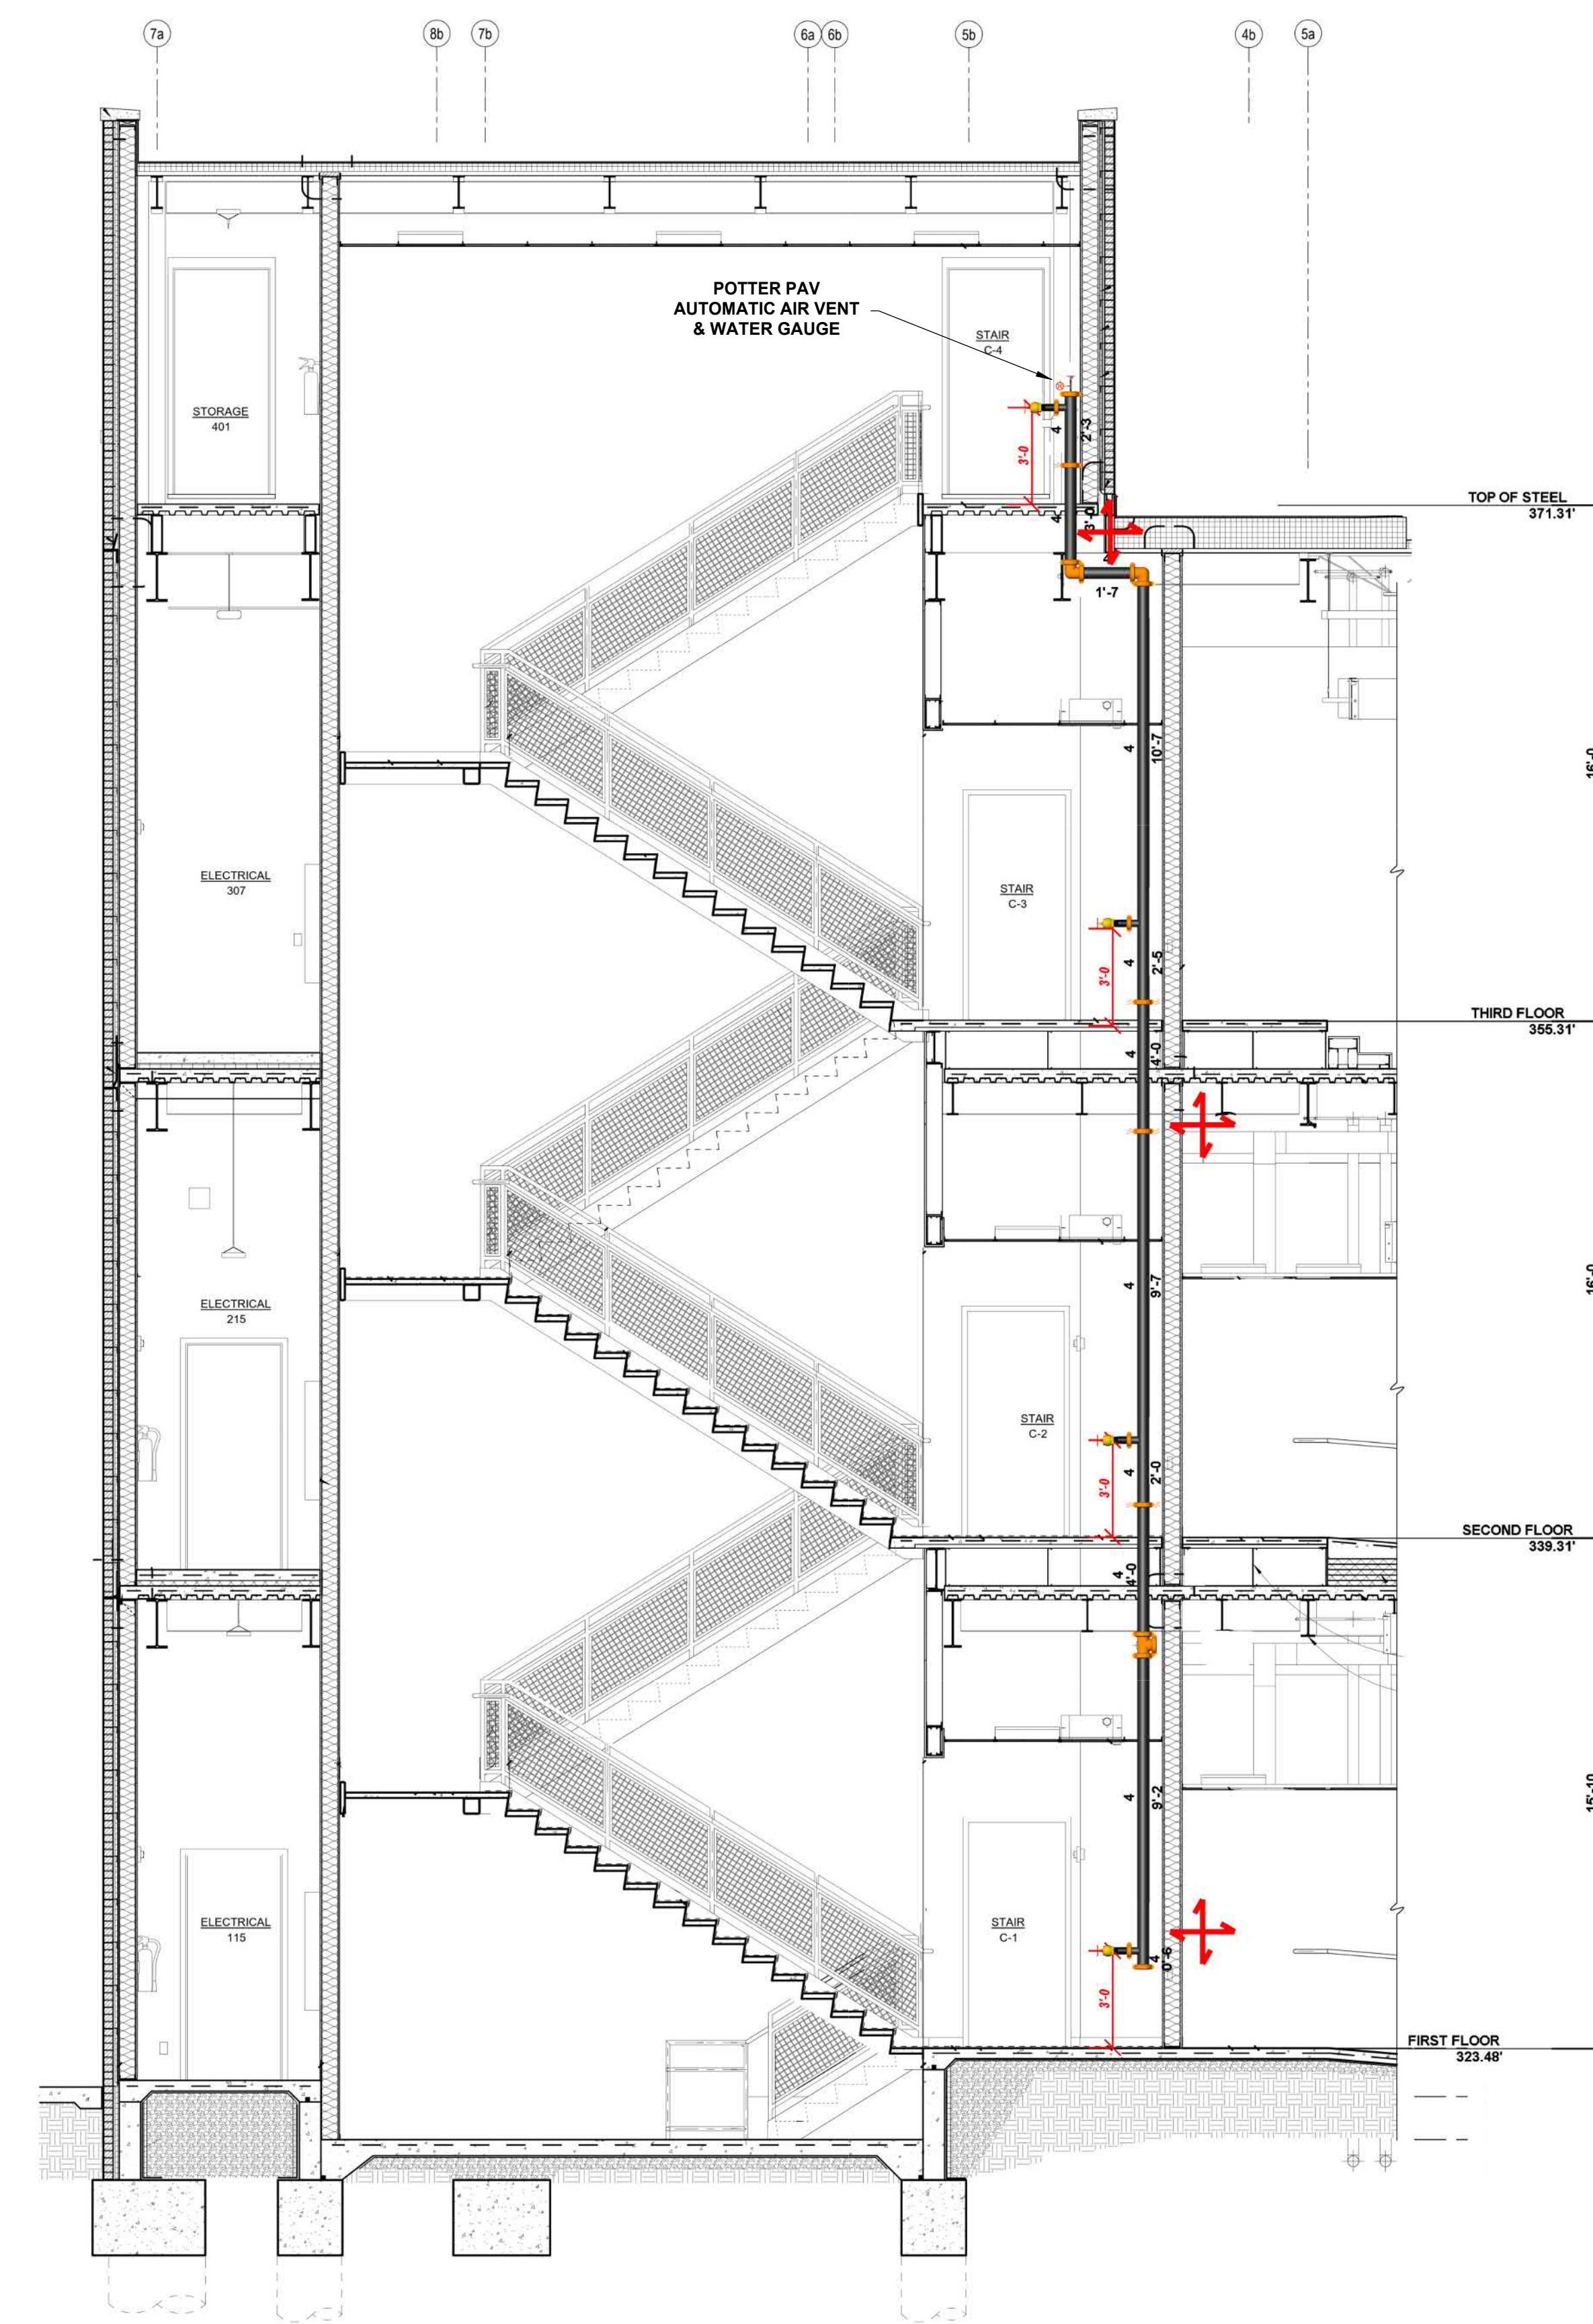 7a
8b
7b
6a
6b
5b
4b
5a
POTTER PAV
AUTOMATIC AIR VENT
& WATER GAUGE
STAIR
C-4
STORAGE
401
3'-0
4
2'-3
TOP OF STEEL
371.31'
4
3'-0
1'-7
4
10'-7
16'-0
ELECTRICAL
307
STAIR
C-3
3'-0
4
2'-5
THIRD FLOOR
355.31'
4
4'-0
4
9'-7
16'-0
ELECTRICAL
215
STAIR
C-2
3'-0
4
2'-0
SECOND FLOOR
339.31'
4
4'-0
4
9'-2
15'-10
ELECTRICAL
115
STAIR
C-1
4
0'-6
3'-0
FIRST FLOOR
323.48'